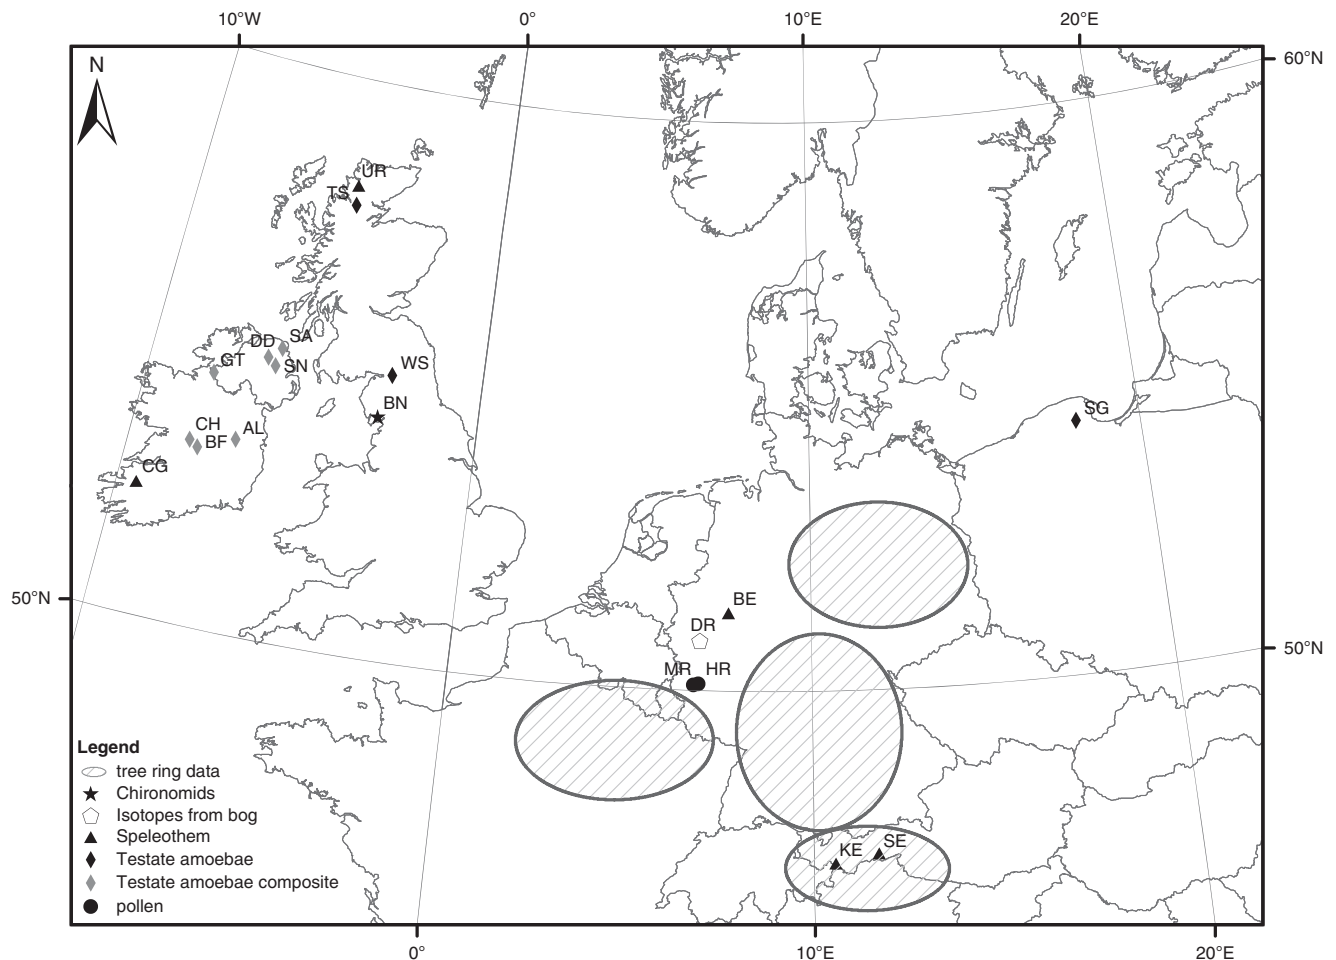 10°W 0° 10°E 20°E
N
60°N
UR
TS
SA
DD
GT
SN
WS
BN
CH
AL
BF
SG
CG
50°N
BE
DR
MR HR
50°N
Legend
tree ring data
Chironomids
Isotopes from bog
Speleothem
Testate amoebae
Testate amoebae composite
pollen
SE
KE
0° 10°E 20°E